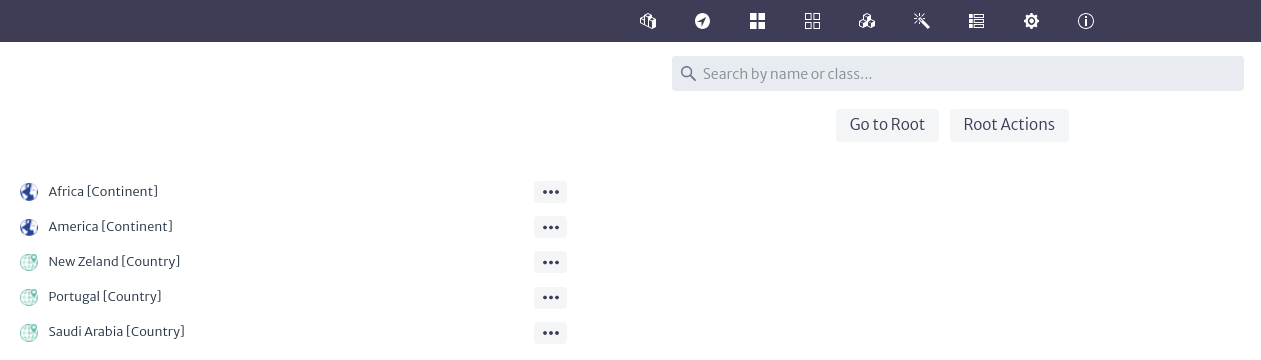 Search by name or class...
Go to Root
Root Actions
Africa [Continent]
America [Continent]
New Zeland [Country]
Portugal [Country]
Saudi Arabia [Country]